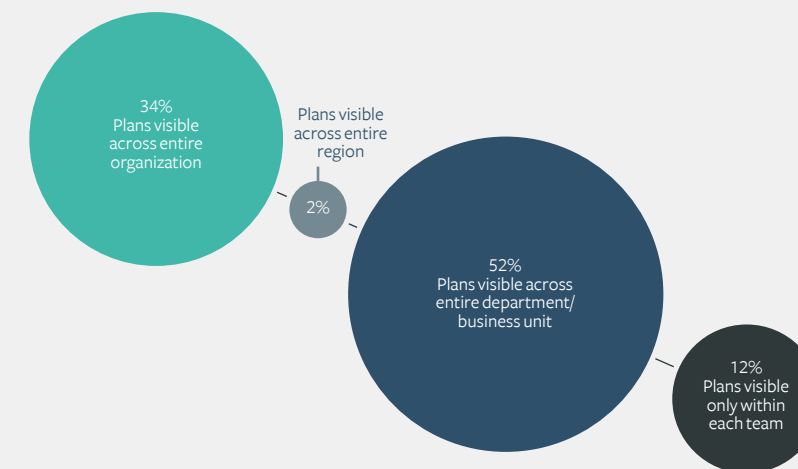 34%
Plans visible
across entire
organization
Plans visible
across entire
region
2%
52%
Plans visible across
entire department/
business unit
12%
Plans visible
only within
each team